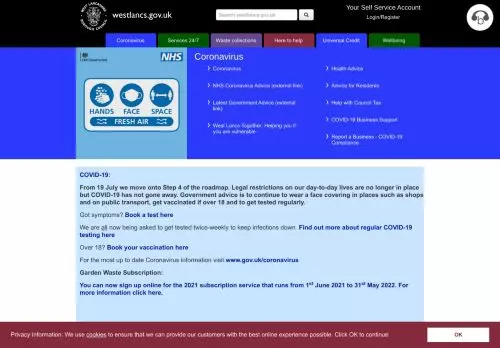 WEST LANCASHIRE
westlancs.gov.uk
Search westlancs.gov.uk
Your Self Service Account
Login/Register
Coronavirus
Services 24/7
Waste collections
Here to help
Universal Credit
Wellbeing
HM Government
NHS
HANDS FACE SPACE
FRESH AIR
Coronavirus
Coronavirus
NHS Coronavirus Advice (external link)
Latest Government Advice (external
link)
West Lancs Together: Helping you if
you are vulnerable
Health Advice
Advice for Residents
Help with Council Tax
COVID-19 Business Support
Report a Business - COVID-19
Compliance
COVID-19:
From 19 July we move onto Step 4 of the roadmap. Legal restrictions on our day-to-day lives are no longer in place
but COVID-19 has not gone away. Government advice is to continue to wear a face covering in places such as shops
and on public transport, get vaccinated if over 18 and to get tested regularly.
Got symptoms? Book a test here
We are all now being asked to get tested twice-weekly to keep infections down. Find out more about regular COVID-19
testing here
Over 18? Book your vaccination here
For the most up to date Coronavirus information visit www.gov.uk/coronavirus
Garden Waste Subscription:
You can now sign up online for the 2021 subscription service that runs from 1st June 2021 to 31st May 2022. For
more information click here.
Privacy Information: We use cookies to ensure that we can provide our customers with the best online experience possible. Click OK to continue
OK